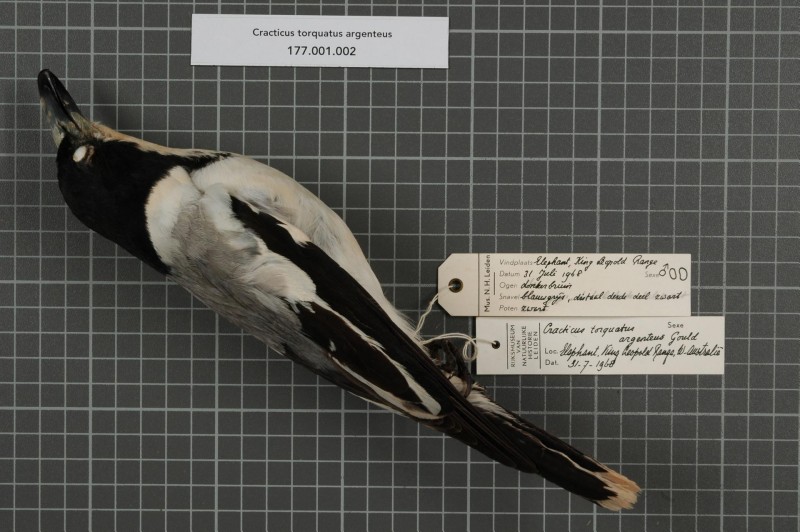 Cracticus torquatus argenteus
177.001.002
Mus. N. H. Leiden
Vindplaats: Elephant, King Leopold Range
Datum: 31 Juli 1968 Sexe ♂ OO
Ogen: donkerbruin
Snavel: blauwgrijs, distaal derde deel zwart
Poten: zwart
RIJKSMUSEUM
VAN
NATUURLIJKE
HISTORIE
LEIDEN
Cracticus torquatus Sexe
argenteus Gould
Loc. Elephant, King Leopold Range, W. Australia
Dat. 31-7-1968